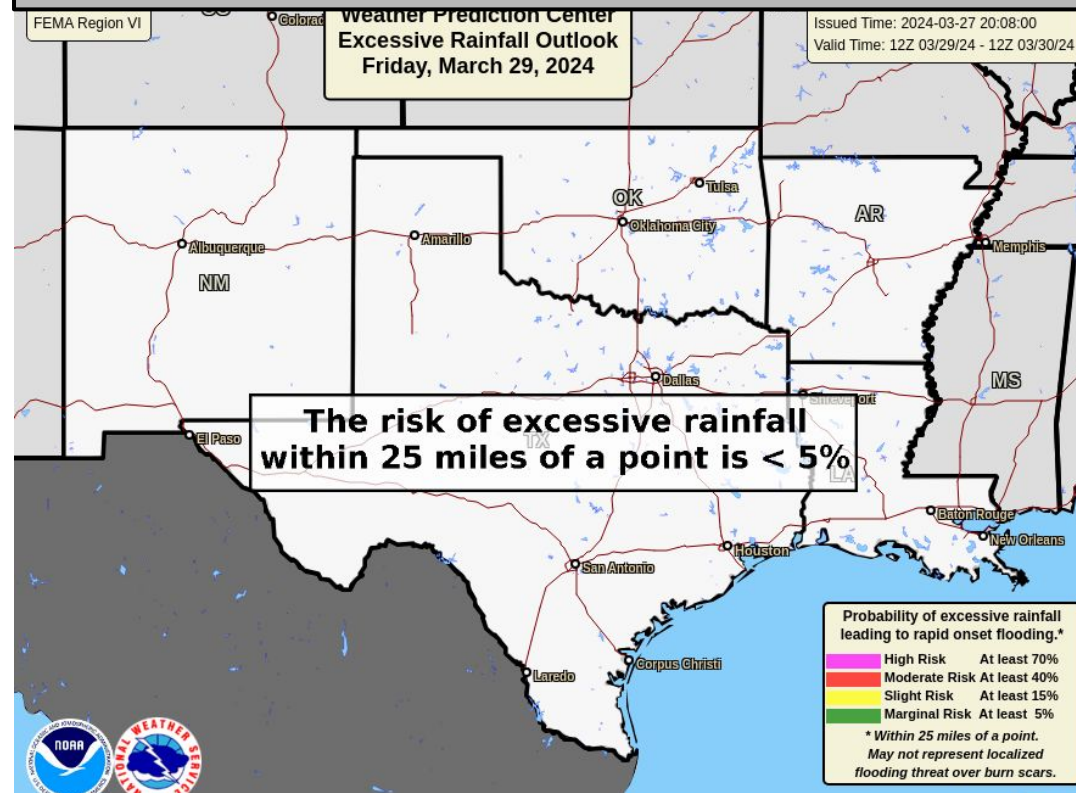 FEMA Region VI
Weather Prediction Center
Excessive Rainfall Outlook
Friday, March 29, 2024
Issued Time: 2024-03-27 20:08:00
Valid Time: 12Z 03/29/24 - 12Z 03/30/24
Tulsa
OK
Oklahoma City
AR
Albuquerque
Amarillo
Memphis
NM
Dallas
MS
Shreveport
The risk of excessive rainfall
within 25 miles of a point is < 5%
TX
El Paso
LA
Baton Rouge
New Orleans
Houston
San Antonio
Laredo
Corpus Christi
Probability of excessive rainfall
leading to rapid onset flooding.*
High Risk At least 70%
Moderate Risk At least 40%
Slight Risk At least 15%
Marginal Risk At least 5%
* Within 25 miles of a point.
May not represent localized
flooding threat over burn scars.
NOAA
NATIONAL WEATHER SERVICE